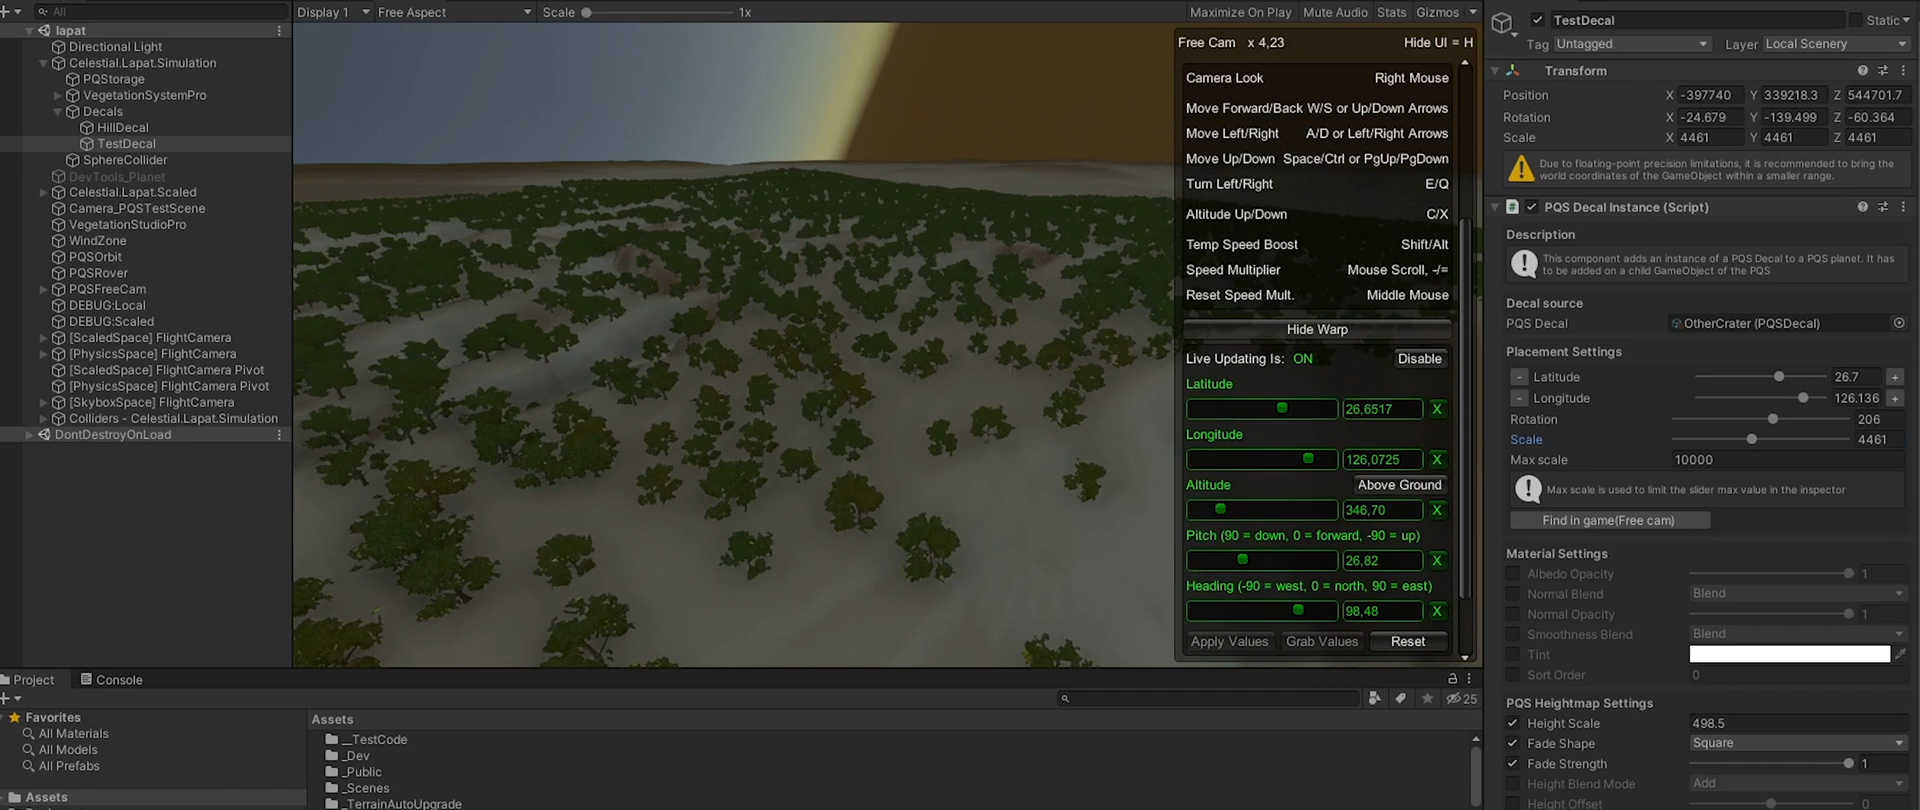 All
Display 1
Free Aspect
Scale
1x
Maximize On Play
Mute Audio
Stats
Gizmos
lapat
Directional Light
Celestial.Lapat.Simulation
PQStorage
VegetationSystemPro
Decals
HillDecal
TestDecal
SphereCollider
DevTools_Planet
Celestial.Lapat.Scaled
Camera_PQSTestScene
VegetationStudioPro
WindZone
PQSOrbit
PQSRover
PQSFreeCam
DEBUG:Local
DEBUG:Scaled
[ScaledSpace] FlightCamera
[PhysicsSpace] FlightCamera
[ScaledSpace] FlightCamera Pivot
[PhysicsSpace] FlightCamera Pivot
[SkyboxSpace] FlightCamera
Colliders - Celestial.Lapat.Simulation
DontDestroyOnLoad
Free Cam x 4,23 Hide UI = H
Camera Look Right Mouse
Move Forward/Back W/S or Up/Down Arrows
Move Left/Right A/D or Left/Right Arrows
Move Up/Down Space/Ctrl or PgUp/PgDown
Turn Left/Right E/Q
Altitude Up/Down C/X
Temp Speed Boost Shift/Alt
Speed Multiplier Mouse Scroll, -/=
Reset Speed Mult. Middle Mouse
Hide Warp
Live Updating Is: ON Disable
Latitude
26,6517 X
Longitude
126,0725 X
Altitude Above Ground
346,70 X
Pitch (90 = down, 0 = forward, -90 = up)
26,82 X
Heading (-90 = west, 0 = north, 90 = east)
98,48 X
Apply Values Grab Values Reset
TestDecal Static
Tag Untagged Layer Local Scenery
Transform
Position X -397740 Y 339218.3 Z 544701.7
Rotation X -24.679 Y -139.499 Z -60.364
Scale X 4461 Y 4461 Z 4461
Due to floating-point precision limitations, it is recommended to bring the
world coordinates of the GameObject within a smaller range.
PQS Decal Instance (Script)
Description
This component adds an instance of a PQS Decal to a PQS planet. It has
to be added on a child GameObject of the PQS
Decal source
PQS Decal OtherCrater (PQSDecal)
Placement Settings
- Latitude 26.7 +
- Longitude 126.136 +
Rotation 206
Scale 4461
Max scale 10000
Max scale is used to limit the slider max value in the inspector
Find in game(Free cam)
Material Settings
Albedo Opacity 1
Normal Blend Blend
Normal Opacity 1
Smoothness Blend Blend
Tint
Sort Order 0
PQS Heightmap Settings
Height Scale 498.5
Fade Shape Square
Fade Strength 1
Height Blend Mode Add
Height Offset 0
Project Console
25
Favorites
All Materials
All Models
All Prefabs
Assets
Assets
__TestCode
_Dev
_Public
_Scenes
_TerrainAutoUpgrade